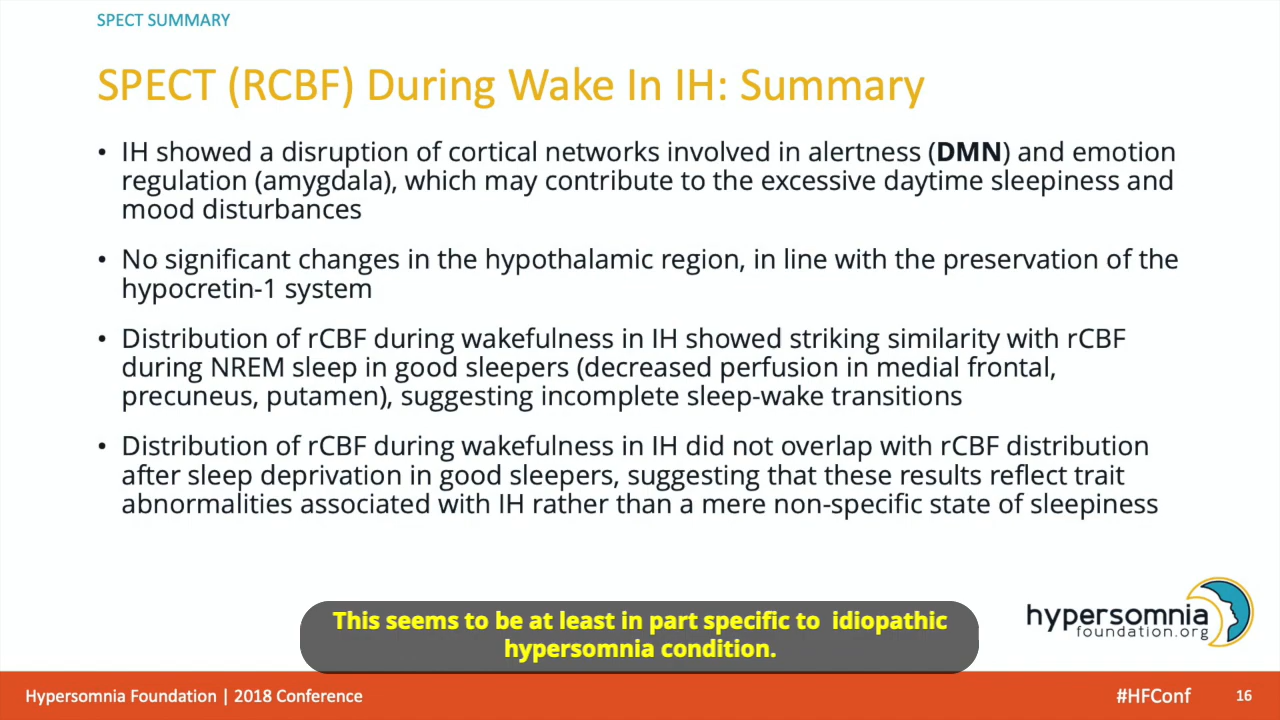 SPECT SUMMARY
SPECT (RCBF) During Wake In IH: Summary
• IH showed a disruption of cortical networks involved in alertness (DMN) and emotion
regulation (amygdala), which may contribute to the excessive daytime sleepiness and
mood disturbances
• No significant changes in the hypothalamic region, in line with the preservation of the
hypocretin-1 system
• Distribution of rCBF during wakefulness in IH showed striking similarity with rCBF
during NREM sleep in good sleepers (decreased perfusion in medial frontal,
precuneus, putamen), suggesting incomplete sleep-wake transitions
• Distribution of rCBF during wakefulness in IH did not overlap with rCBF distribution
after sleep deprivation in good sleepers, suggesting that these results reflect trait
abnormalities associated with IH rather than a mere non-specific state of sleepiness
This seems to be at least in part specific to idiopathic
hypersomnia condition.
hypersomnia
foundation.org
Hypersomnia Foundation | 2018 Conference
#HFConf
16